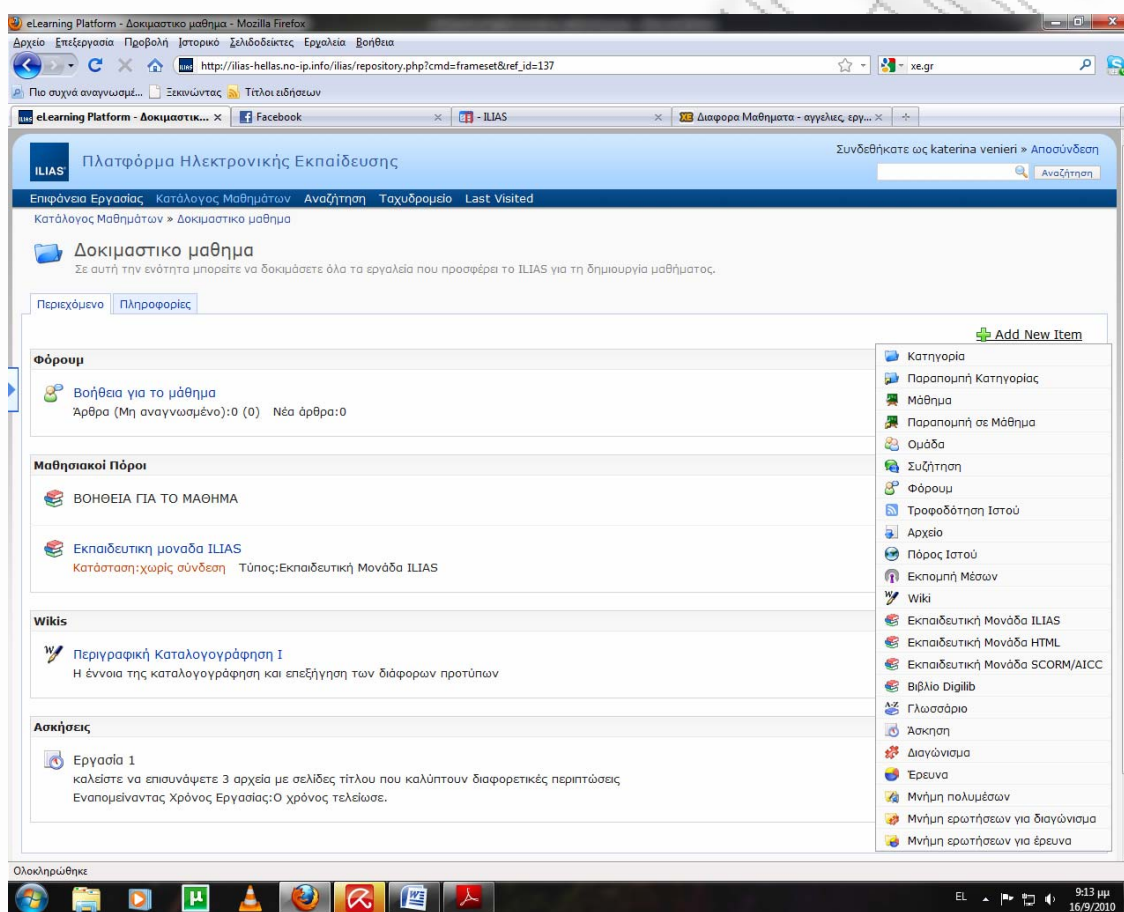 eLearning Platform - Δοκιμαστικο μαθημα - Mozilla Firefox
Αρχείο Επεξεργασία Προβολή Ιστορικό Σελιδοδείκτες Εργαλεία Βοήθεια
http://ilias-hellas.no-ip.info/ilias/repository.php?cmd=frameset&ref_id=137
xe.gr
Πιο συχνά αναγνωσμέ... Ξεκινώντας Τίτλοι ειδήσεων
eLearning Platform - Δοκιμαστικ... Facebook - ILIAS Διαφορα Μαθηματα - αγγελιες, εργ...
ILIAS Πλατφόρμα Ηλεκτρονικής Εκπαίδευσης
Συνδεθήκατε ως katerina venieri » Αποσύνδεση
Αναζήτηση
Επιφάνεια Εργασίας Κατάλογος Μαθημάτων Αναζήτηση Ταχυδρομείο Last Visited
Κατάλογος Μαθημάτων » Δοκιμαστικο μαθημα
Δοκιμαστικο μαθημα
Σε αυτή την ενότητα μπορείτε να δοκιμάσετε όλα τα εργαλεία που προσφέρει το ILIAS για τη δημιουργία μαθήματος.
Περιεχόμενο Πληροφορίες
Add New Item
Φόρουμ
Βοήθεια για το μάθημα
Άρθρα (Μη αναγνωσμένο):0 (0) Νέα άρθρα:0
Μαθησιακοί Πόροι
ΒΟΗΘΕΙΑ ΓΙΑ ΤΟ ΜΑΘΗΜΑ
Εκπαιδευτικη μοναδα ILIAS
Κατάσταση:χωρίς σύνδεση Τύπος:Εκπαιδευτική Μονάδα ILIAS
Wikis
Περιγραφική Καταλογογράφηση Ι
Η έννοια της καταλογογράφηση και επεξήγηση των διάφορων προτύπων
Ασκήσεις
Εργασία 1
καλείστε να επισυνάψετε 3 αρχεία με σελίδες τίτλου που καλύπτουν διαφορετικές περιπτώσεις
Εναπομείναντας Χρόνος Εργασίας:Ο χρόνος τελείωσε.
Κατηγορία
Παραπομπή Κατηγορίας
Μάθημα
Παραπομπή σε Μάθημα
Ομάδα
Συζήτηση
Φόρουμ
Τροφοδότηση Ιστού
Αρχείο
Πόρος Ιστού
Εκπομπή Μέσων
Wiki
Εκπαιδευτική Μονάδα ILIAS
Εκπαιδευτική Μονάδα HTML
Εκπαιδευτική Μονάδα SCORM/AICC
Βιβλίο Digilib
Γλωσσάριο
Άσκηση
Διαγώνισμα
Έρευνα
Μνήμη πολυμέσων
Μνήμη ερωτήσεων για διαγώνισμα
Μνήμη ερωτήσεων για έρευνα
Ολοκληρώθηκε
EL 9:13 μμ
16/9/2010